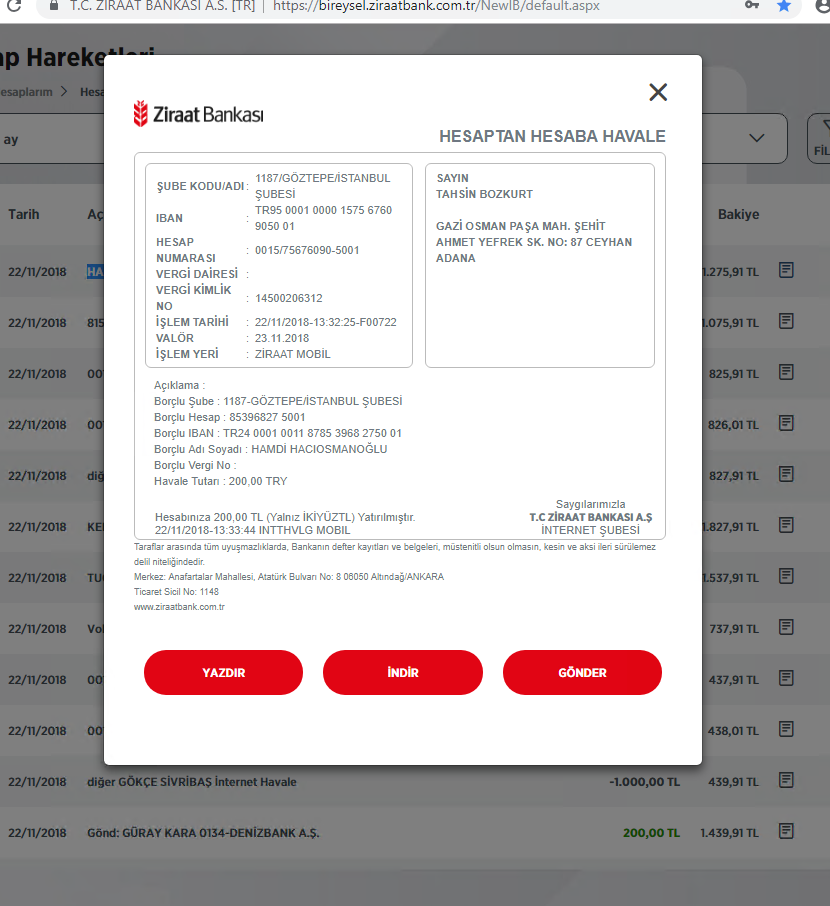 T.C. ZİRAAT BANKASI A.S. [TR] | https://bireysel.ziraatbank.com.tr/NewIB/default.aspx
ap Hareketleri
esaplarım > Hesa
ay
FİL
Tarih Aç Bakiye
HESAPTAN HESABA HAVALE
Ziraat Bankası
ŞUBE KODU/ADI : 1187/GÖZTEPE/İSTANBUL
ŞUBESİ
IBAN : TR95 0001 0000 1575 6760
9050 01
HESAP
NUMARASI : 0015/75676090-5001
VERGİ DAİRESİ :
VERGİ KİMLİK
NO : 14500206312
İŞLEM TARİHİ : 22/11/2018-13:32:25-F00722
VALÖR : 23.11.2018
İŞLEM YERİ : ZİRAAT MOBİL
SAYIN
TAHSİN BOZKURT
GAZİ OSMAN PAŞA MAH. ŞEHİT
AHMET YEFREK SK. NO: 87 CEYHAN
ADANA
Açıklama :
Borçlu Şube : 1187-GÖZTEPE/İSTANBUL ŞUBESİ
Borçlu Hesap : 85396827 5001
Borçlu IBAN : TR24 0001 0011 8785 3968 2750 01
Borçlu Adı Soyadı : HAMDİ HACIOSMANOĞLU
Borçlu Vergi No :
Havale Tutarı : 200,00 TRY
Saygılarımızla
Hesabınıza 200,00 TL (Yalnız İKİYÜZTL) Yatırılmıştır. T.C ZİRAAT BANKASI A.Ş
22/11/2018-13:33:44 INTTHVLG MOBIL İNTERNET ŞUBESİ
Taraflar arasında tüm uyuşmazlıklarda, Bankanın defter kayıtları ve belgeleri, müstenitli olsun olmasın, kesin ve aksi ileri sürülemez
delil niteliğindedir.
Merkez: Anafartalar Mahallesi, Atatürk Bulvarı No: 8 06050 Altındağ/ANKARA
Ticaret Sicil No: 1148
www.ziraatbank.com.tr
YAZDIR İNDİR GÖNDER
22/11/2018 HA 1.275,91 TL
22/11/2018 815 1.075,91 TL
22/11/2018 00 825,91 TL
22/11/2018 00 826,01 TL
22/11/2018 diğ 827,91 TL
22/11/2018 KE 1.827,91 TL
22/11/2018 TU 1.537,91 TL
22/11/2018 Vol 737,91 TL
22/11/2018 00 437,91 TL
22/11/2018 00 438,01 TL
22/11/2018 diğer GÖKÇE SİVRİBAŞ İnternet Havale -1.000,00 TL 439,91 TL
22/11/2018 Gönd: GÜRAY KARA 0134-DENİZBANK A.Ş. 200,00 TL 1.439,91 TL